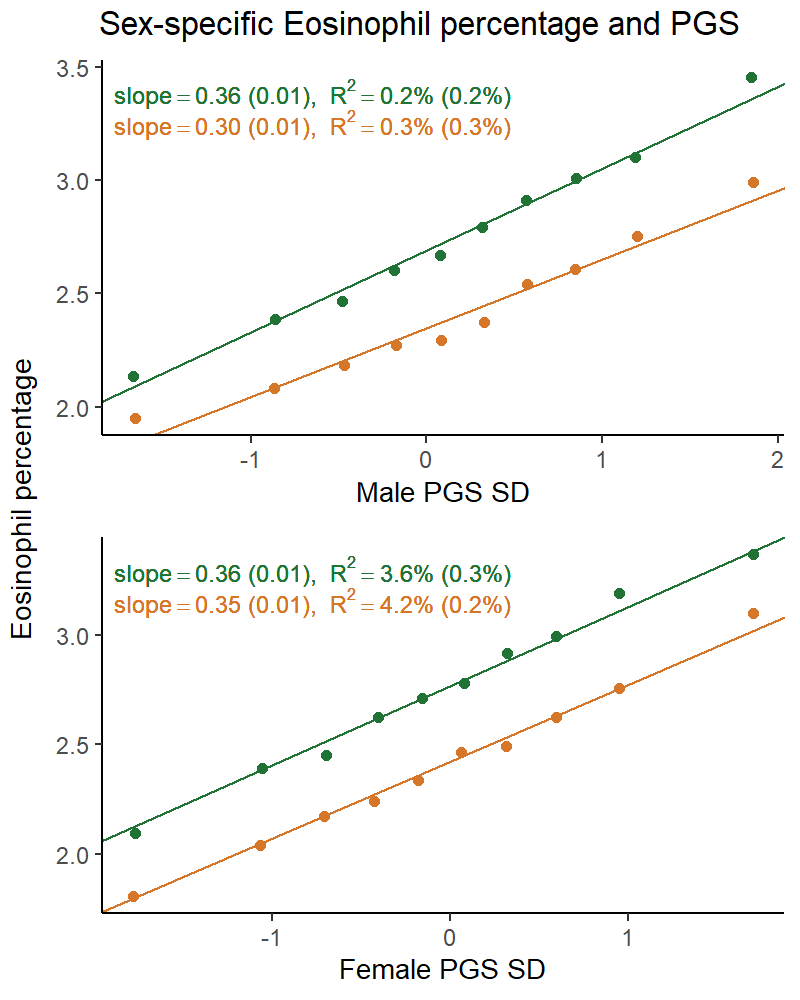 Sex-specific Eosinophil percentage and PGS
3.5
slope = 0.36 (0.01), R² = 0.2% (0.2%)
slope = 0.30 (0.01), R² = 0.3% (0.3%)
3.0
2.5
2.0
-1 0 1 2
Male PGS SD
Eosinophil percentage
slope = 0.36 (0.01), R² = 3.6% (0.3%)
slope = 0.35 (0.01), R² = 4.2% (0.2%)
3.0
2.5
2.0
-1 0 1
Female PGS SD